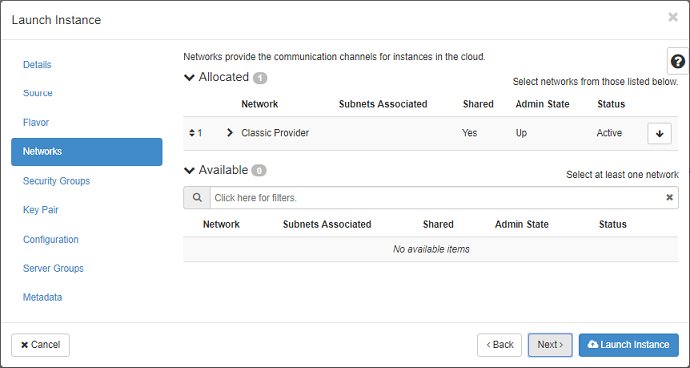 Launch Instance
Details
Source
Flavor
Networks
Security Groups
Key Pair
Configuration
Server Groups
Metadata
Networks provide the communication channels for instances in the cloud.
Allocated 1
Select networks from those listed below.
Network Subnets Associated Shared Admin State Status
1 Classic Provider Yes Up Active
Available 0
Select at least one network
Click here for filters.
Network Subnets Associated Shared Admin State Status
No available items
Cancel
< Back
Next >
Launch Instance